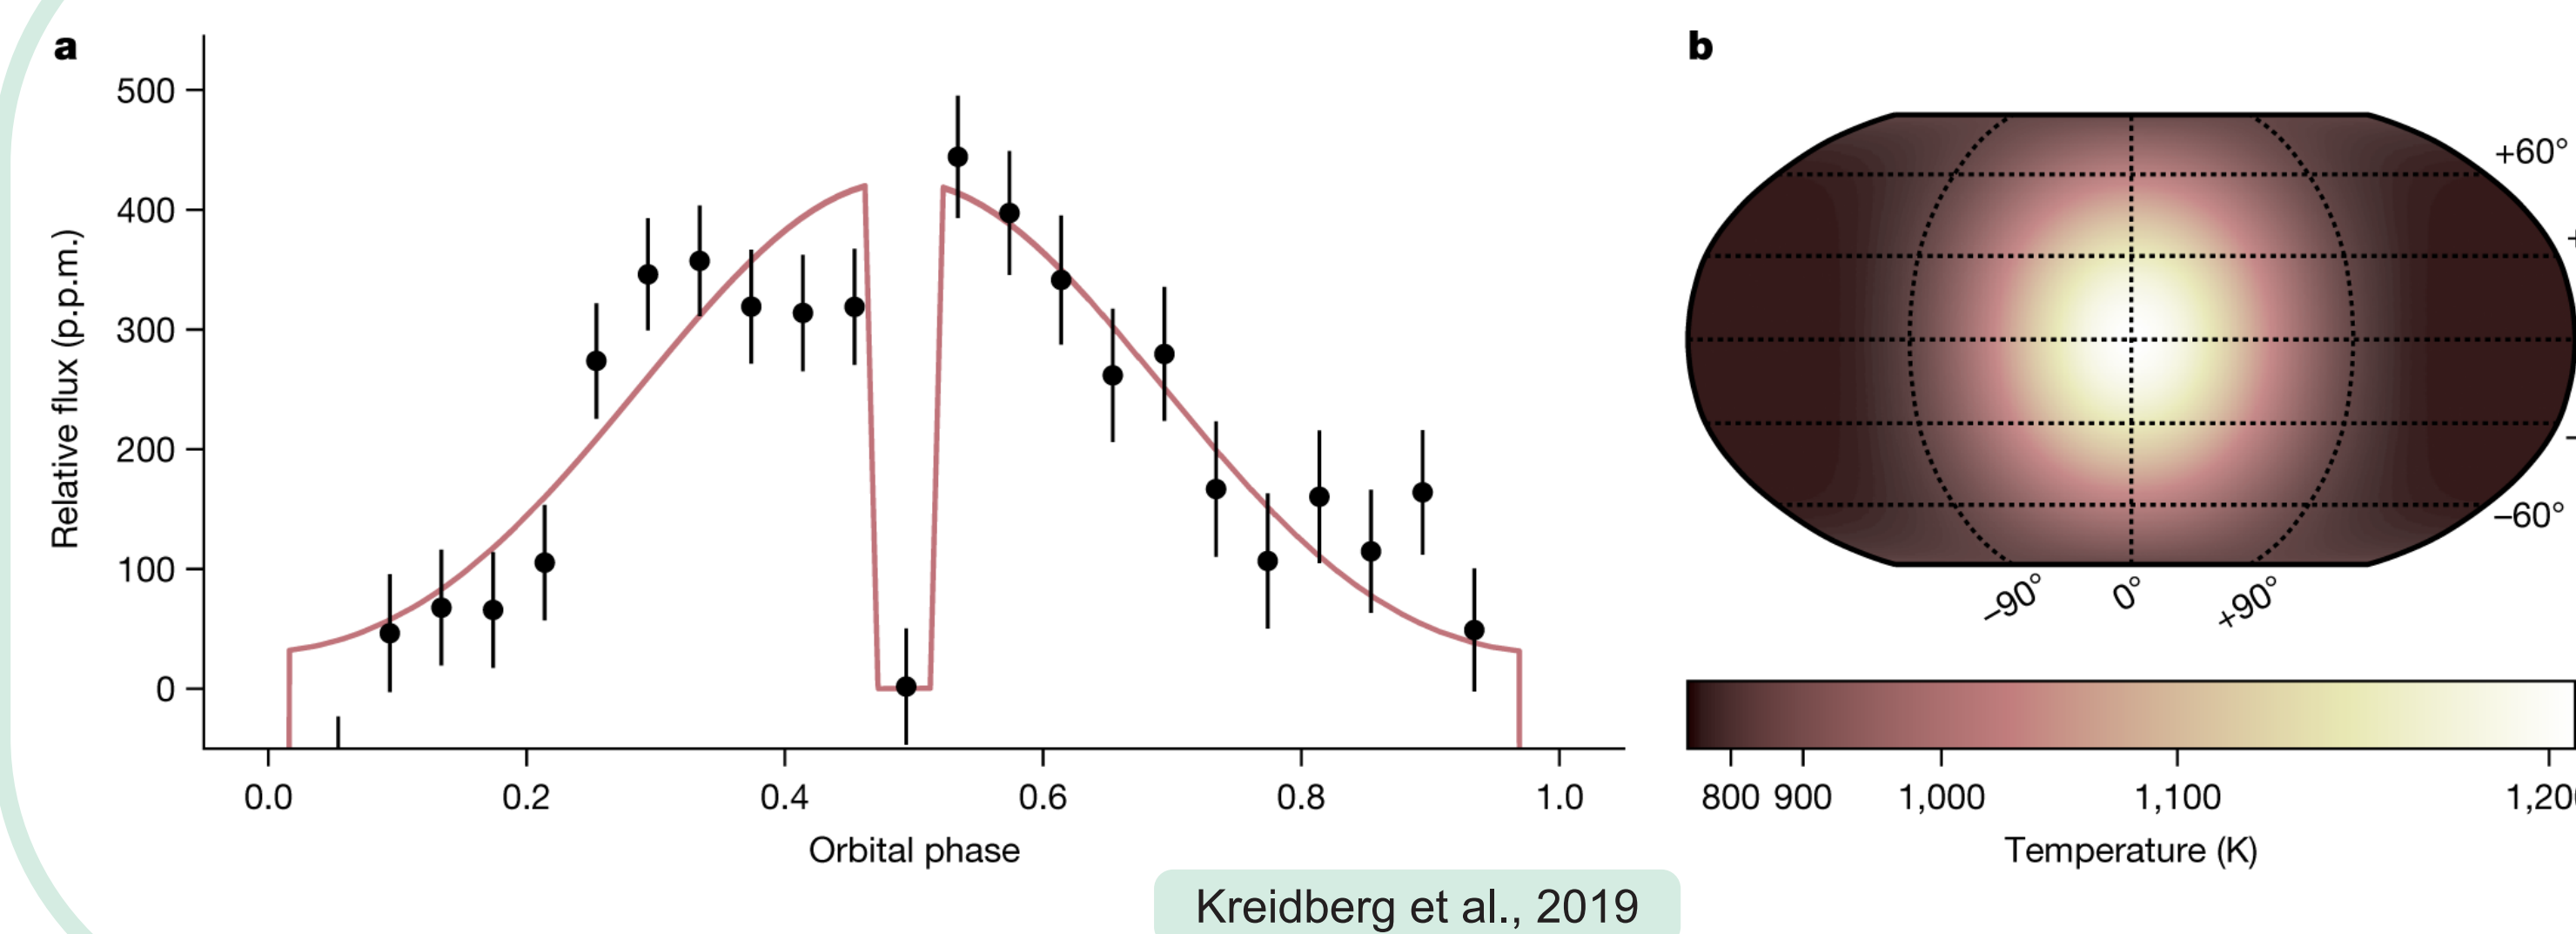 a
500
400
300
200
100
0
Relative flux (p.p.m.)
0.0 0.2 0.4 0.6 0.8 1.0
Orbital phase
b
+60°
–60°
–90° 0° +90°
800 900 1,000 1,100
Temperature (K)
Kreidberg et al., 2019